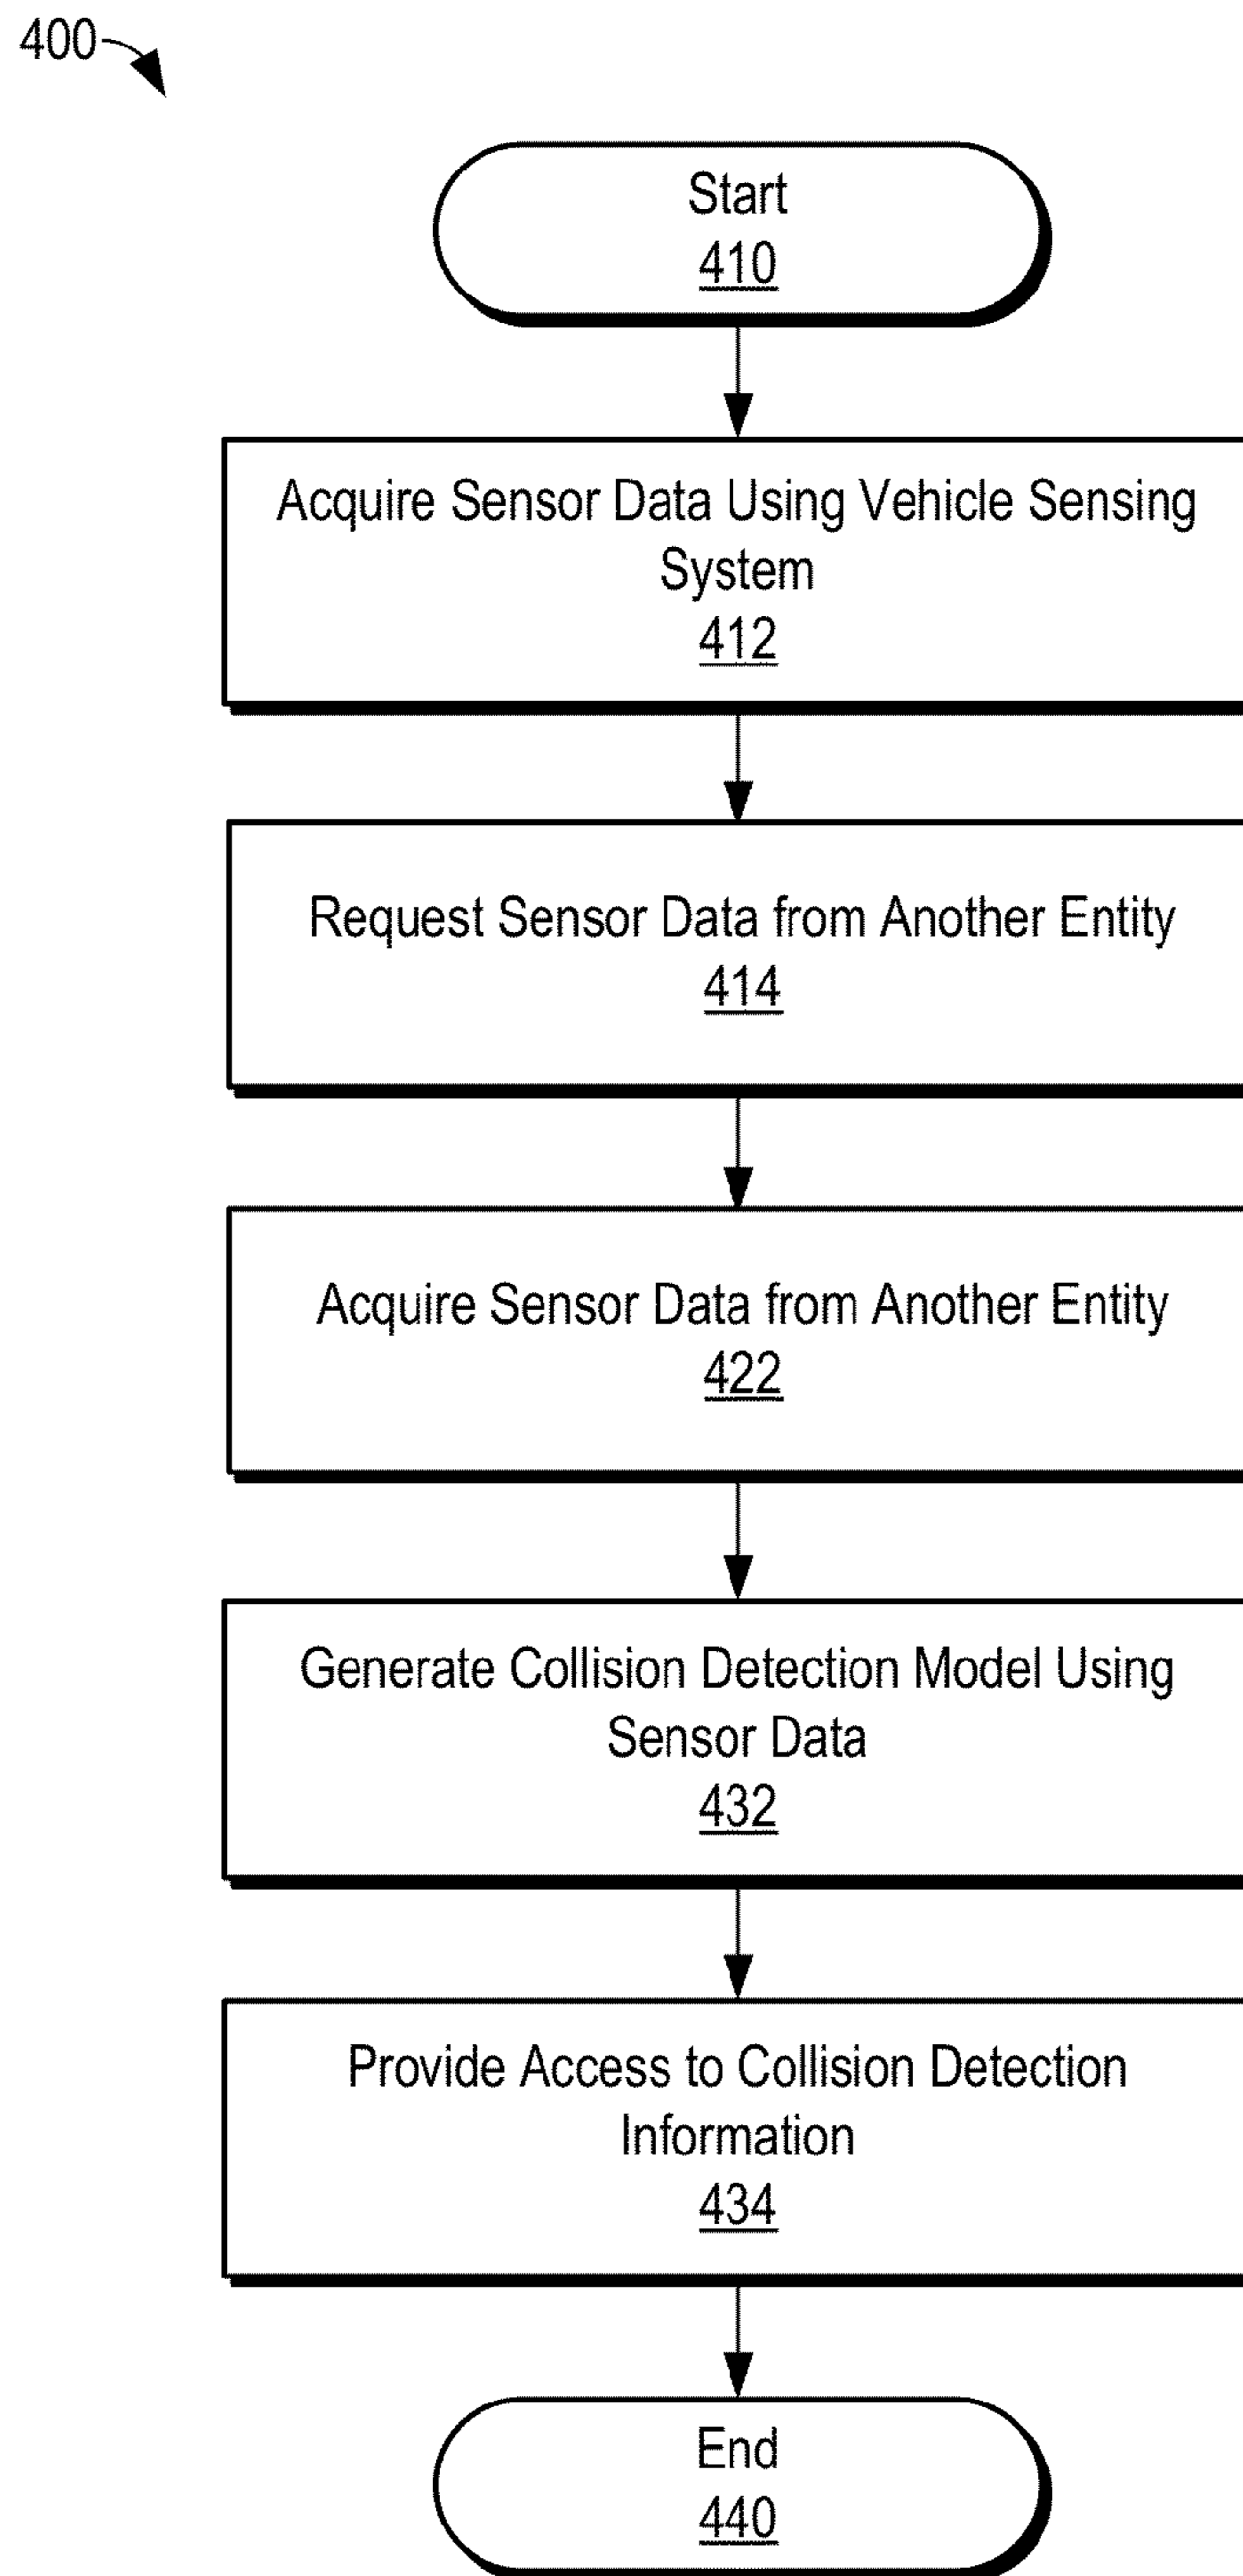 400
Start
410
Acquire Sensor Data Using Vehicle Sensing
System
412
Request Sensor Data from Another Entity
414
Acquire Sensor Data from Another Entity
422
Generate Collision Detection Model Using
Sensor Data
432
Provide Access to Collision Detection
Information
434
End
440